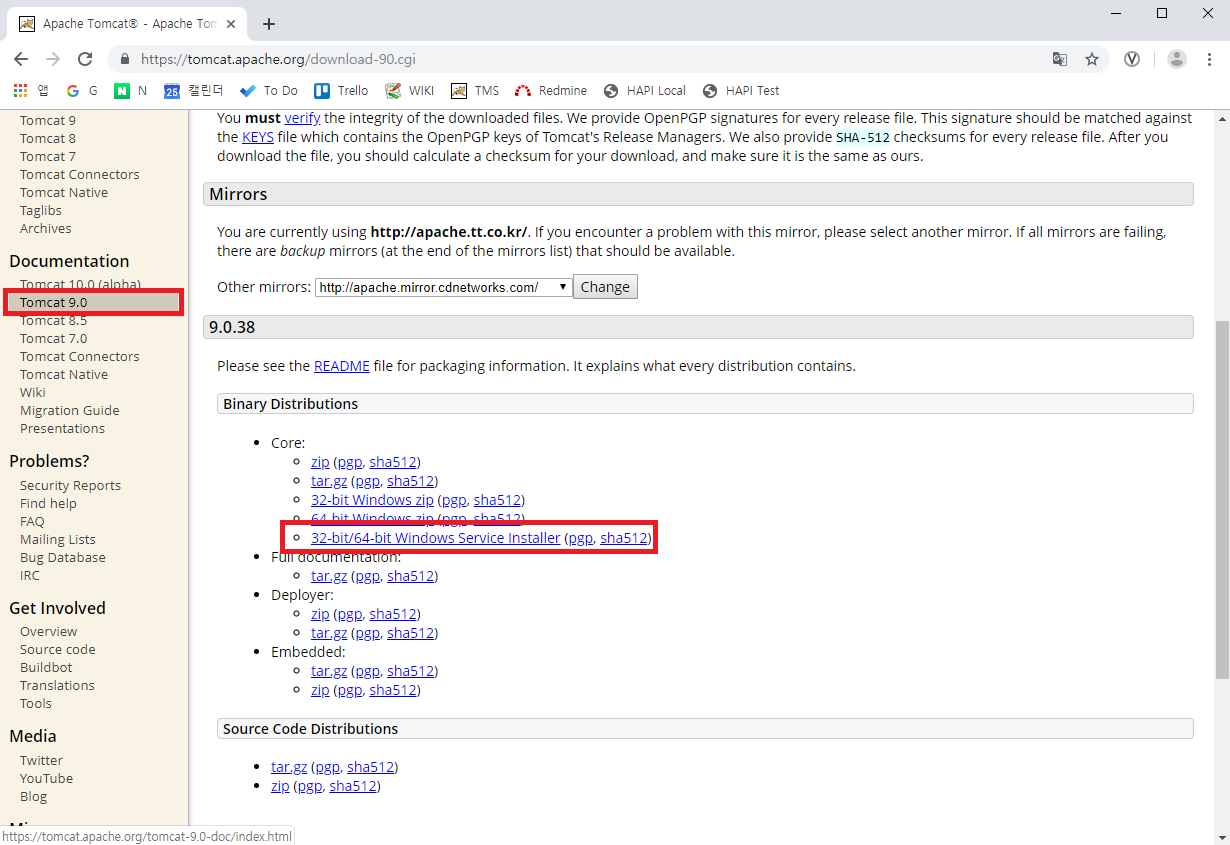 Apache Tomcat® - Apache Tom
https://tomcat.apache.org/download-90.cgi
앱
G
N
25 캘린더
To Do
Trello
WIKI
TMS
Redmine
HAPI Local
HAPI Test
Tomcat 9
Tomcat 8
Tomcat 7
Tomcat Connectors
Tomcat Native
Taglibs
Archives
Documentation
Tomcat 10.0 (alpha)
Tomcat 9.0
Tomcat 8.5
Tomcat 7.0
Tomcat Connectors
Tomcat Native
Wiki
Migration Guide
Presentations
Problems?
Security Reports
Find help
FAQ
Mailing Lists
Bug Database
IRC
Get Involved
Overview
Source code
Buildbot
Translations
Tools
Media
Twitter
YouTube
Blog
https://tomcat.apache.org/tomcat-9.0-doc/index.html
You must verify the integrity of the downloaded files. We provide OpenPGP signatures for every release file. This signature should be matched against
the KEYS file which contains the OpenPGP keys of Tomcat's Release Managers. We also provide SHA-512 checksums for every release file. After you
download the file, you should calculate a checksum for your download, and make sure it is the same as ours.
Mirrors
You are currently using http://apache.tt.co.kr/. If you encounter a problem with this mirror, please select another mirror. If all mirrors are failing,
there are backup mirrors (at the end of the mirrors list) that should be available.
Other mirrors: http://apache.mirror.cdnetworks.com/ Change
9.0.38
Please see the README file for packaging information. It explains what every distribution contains.
Binary Distributions
Core:
zip (pgp, sha512)
tar.gz (pgp, sha512)
32-bit Windows zip (pgp, sha512)
64-bit Windows zip (pgp, sha512)
32-bit/64-bit Windows Service Installer (pgp, sha512)
Full documentation:
tar.gz (pgp, sha512)
Deployer:
zip (pgp, sha512)
tar.gz (pgp, sha512)
Embedded:
tar.gz (pgp, sha512)
zip (pgp, sha512)
Source Code Distributions
tar.gz (pgp, sha512)
zip (pgp, sha512)